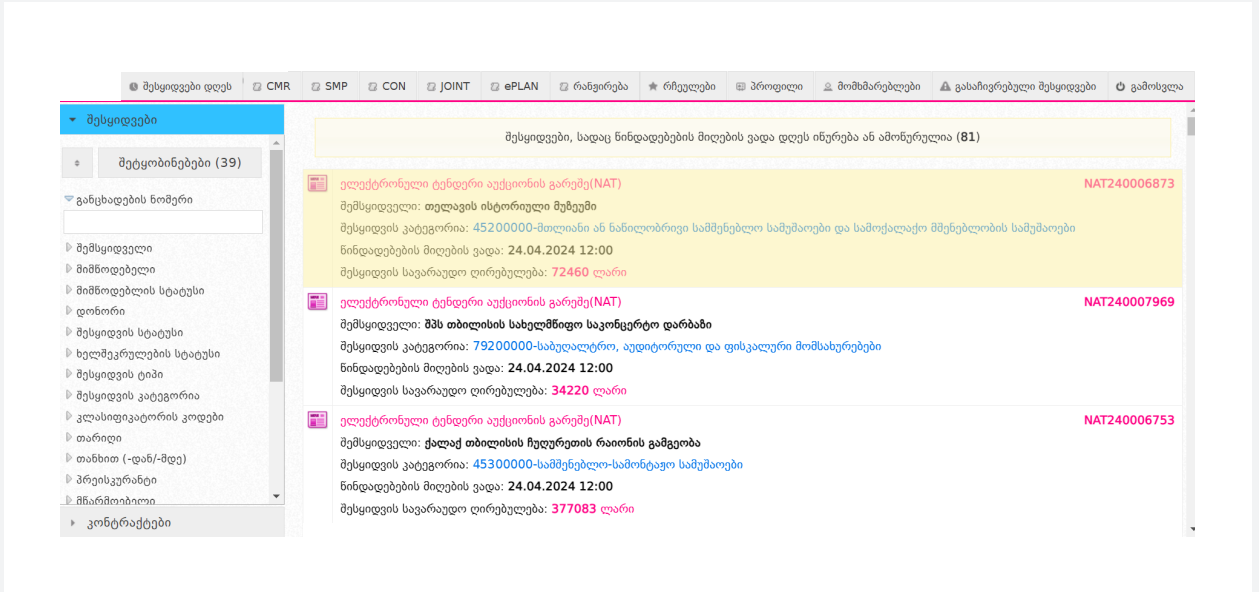 შესყიდვები დღეს CMR SMP CON JOINT ePLAN რანჟირება რჩეულები პროფილი მომხმარებლები გასაჩივრებული შესყიდვები გამოსვლა
შესყიდვები
შეტყობინებები (39)
განცხადების ნომერი
შემსყიდველი
მიმწოდებელი
მიმწოდებლის სტატუსი
დონორი
შესყიდვის სტატუსი
ხელშეკრულების სტატუსი
შესყიდვის ტიპი
შესყიდვის კატეგორია
კლასიფიკატორის კოდები
თარიღი
თანხით (-დან/-მდე)
პრეისკურანტი
მწარმოებელი
კონტრაქტები
შესყიდვები, სადაც წინდადებების მიღების ვადა დღეს იწურება ან ამოწურულია (81)
ელექტრონული ტენდერი აუქციონის გარეშე(NAT) NAT240006873
შემსყიდველი: თელავის ისტორიული მუზეუმი
შესყიდვის კატეგორია: 45200000-მთლიანი ან ნაწილობრივი სამშენებლო სამუშაოები და სამოქალაქო მშენებლობის სამუშაოები
წინდადებების მიღების ვადა: 24.04.2024 12:00
შესყიდვის სავარაუდო ღირებულება: 72460 ლარი
ელექტრონული ტენდერი აუქციონის გარეშე(NAT) NAT240007969
შემსყიდველი: შპს თბილისის სახელმწიფო საკონცერტო დარბაზი
შესყიდვის კატეგორია: 79200000-საბუღალტრო, აუდიტორული და ფისკალური მომსახურებები
წინდადებების მიღების ვადა: 24.04.2024 12:00
შესყიდვის სავარაუდო ღირებულება: 34220 ლარი
ელექტრონული ტენდერი აუქციონის გარეშე(NAT) NAT240006753
შემსყიდველი: ქალაქ თბილისის ჩუღურეთის რაიონის გამგეობა
შესყიდვის კატეგორია: 45300000-სამშენებლო-სამონტაჟო სამუშაოები
წინდადებების მიღების ვადა: 24.04.2024 12:00
შესყიდვის სავარაუდო ღირებულება: 377083 ლარი